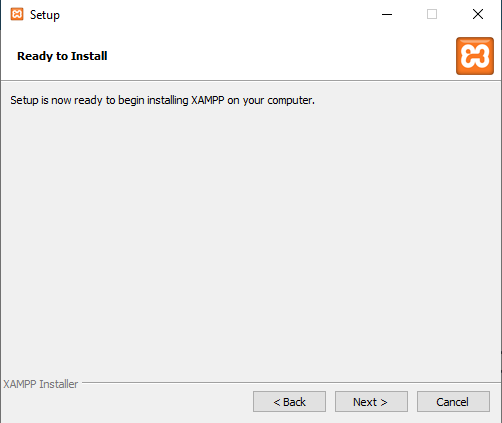 Setup
Ready to Install
Setup is now ready to begin installing XAMPP on your computer.
XAMPP Installer
< Back
Next >
Cancel